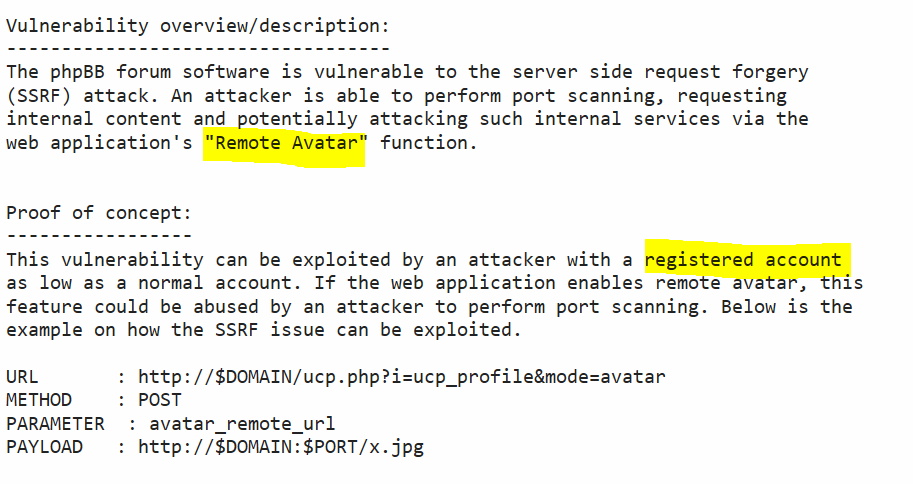 Vulnerability overview/description:
-----------------------------------
The phpBB forum software is vulnerable to the server side request forgery
(SSRF) attack. An attacker is able to perform port scanning, requesting
internal content and potentially attacking such internal services via the
web application's "Remote Avatar" function.
Proof of concept:
-----------------
This vulnerability can be exploited by an attacker with a registered account
as low as a normal account. If the web application enables remote avatar, this
feature could be abused by an attacker to perform port scanning. Below is the
example on how the SSRF issue can be exploited.
URL       : http://$DOMAIN/ucp.php?i=ucp_profile&mode=avatar
METHOD    : POST
PARAMETER  : avatar_remote_url
PAYLOAD   : http://$DOMAIN:$PORT/x.jpg